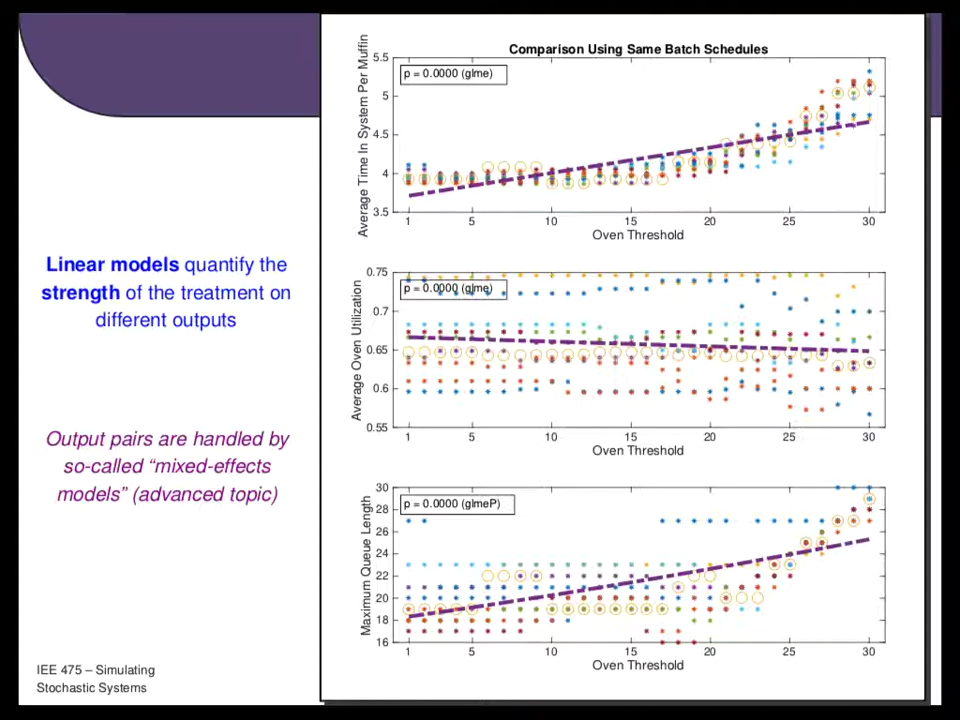 Linear models quantify the
strength of the treatment on
different outputs
Output pairs are handled by
so-called “mixed-effects
models” (advanced topic)
IEE 475 – Simulating
Stochastic Systems
Comparison Using Same Batch Schedules
p = 0.0000 (glme)
Average Time In System Per Muffin
5.5
5
4.5
4
3.5
1 5 10 15 20 25 30
Oven Threshold
p = 0.0000 (glme)
Average Oven Utilization
0.75
0.7
0.65
0.6
0.55
1 5 10 15 20 25 30
Oven Threshold
p = 0.0000 (glmeP)
Maximum Queue Length
30
28
26
24
22
20
18
16
1 5 10 15 20 25 30
Oven Threshold